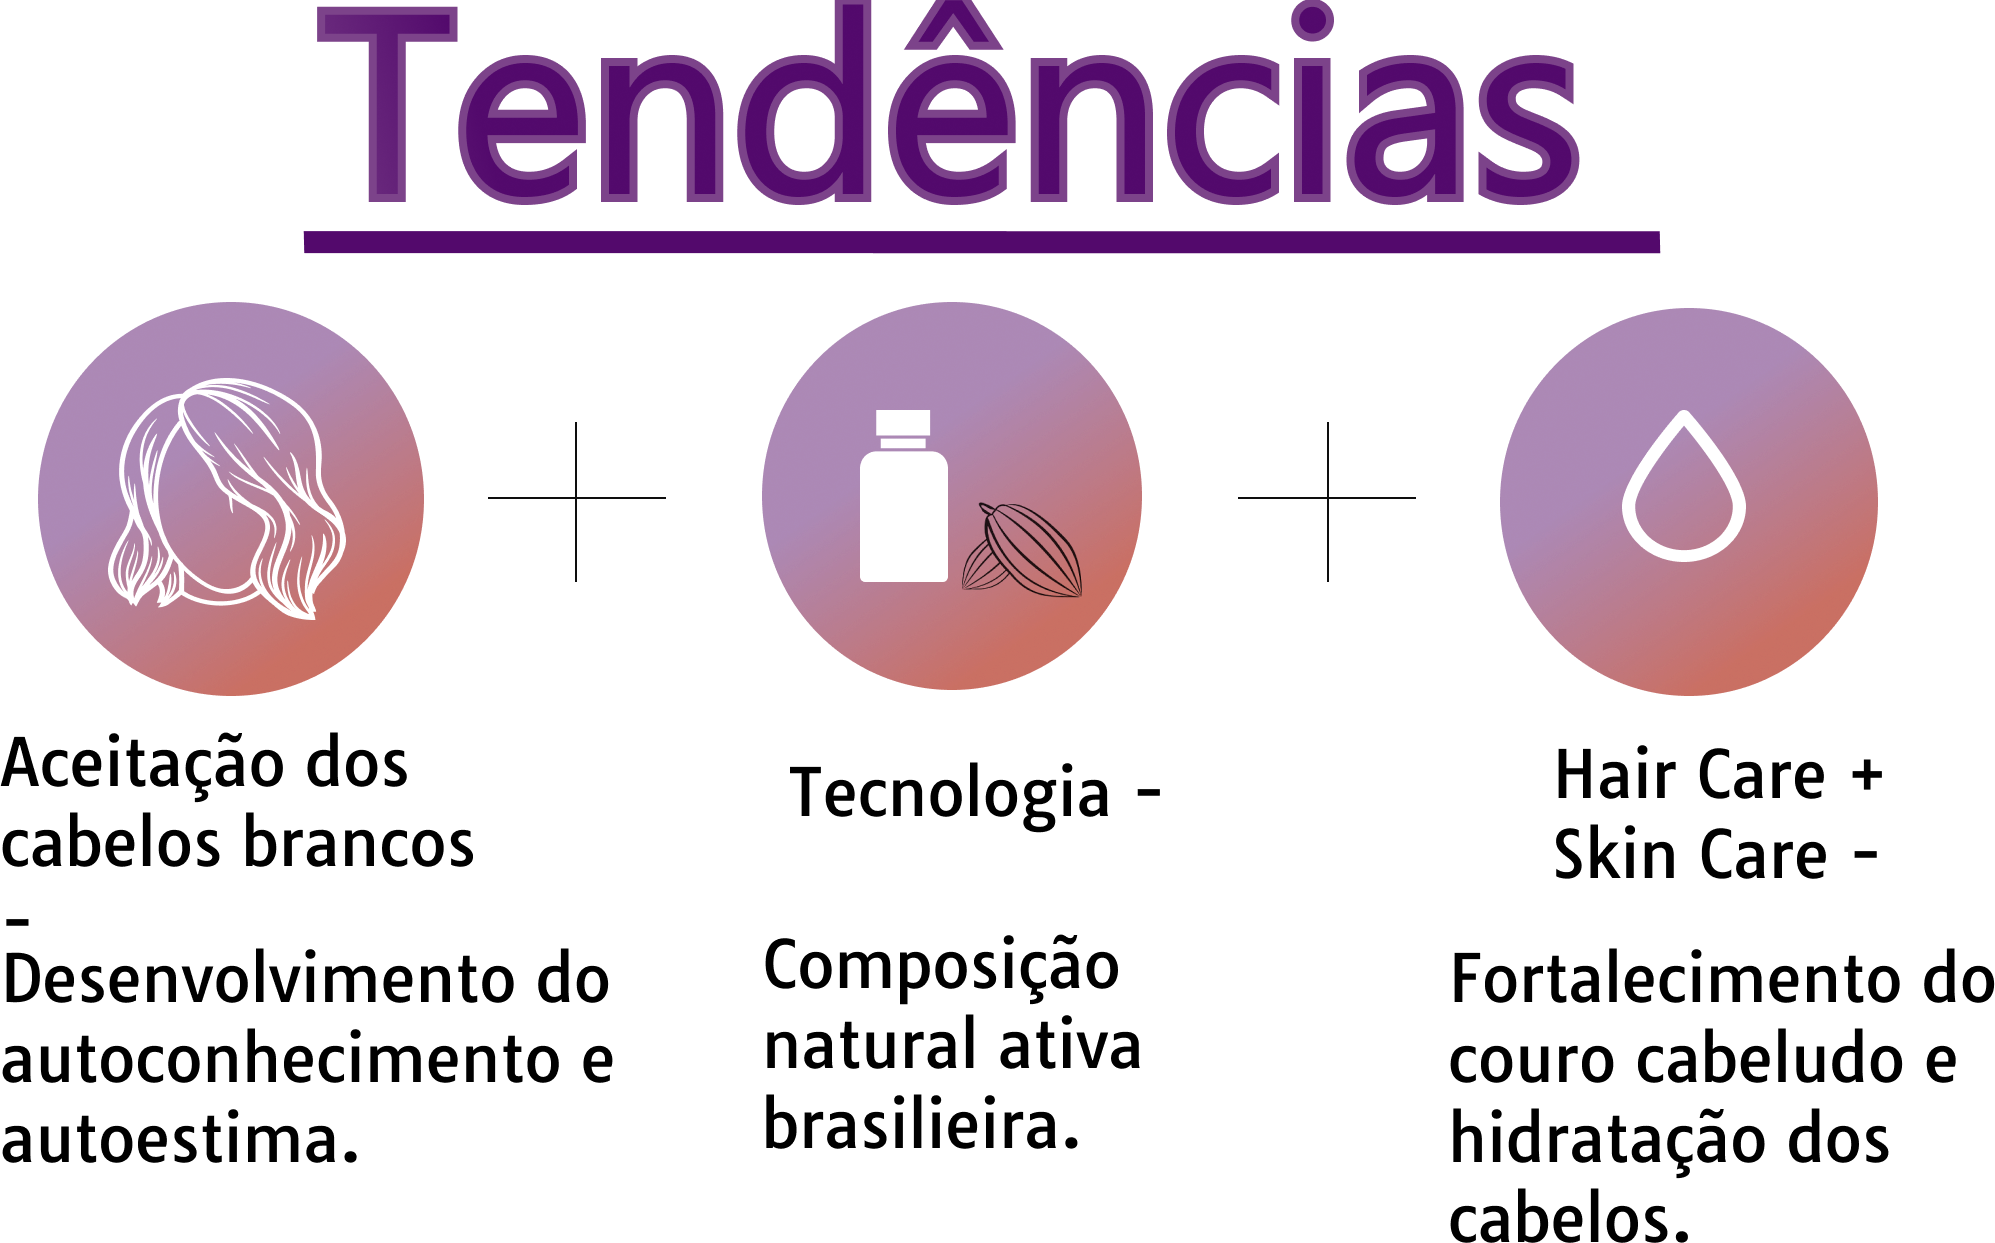 Tendências
Aceitação dos
cabelos brancos
-
Desenvolvimento do
autoconhecimento e
autoestima.
Tecnologia -
Composição
natural ativa
brasilieira.
Hair Care +
Skin Care -
Fortalecimento do
couro cabeludo e
hidratação dos
cabelos.